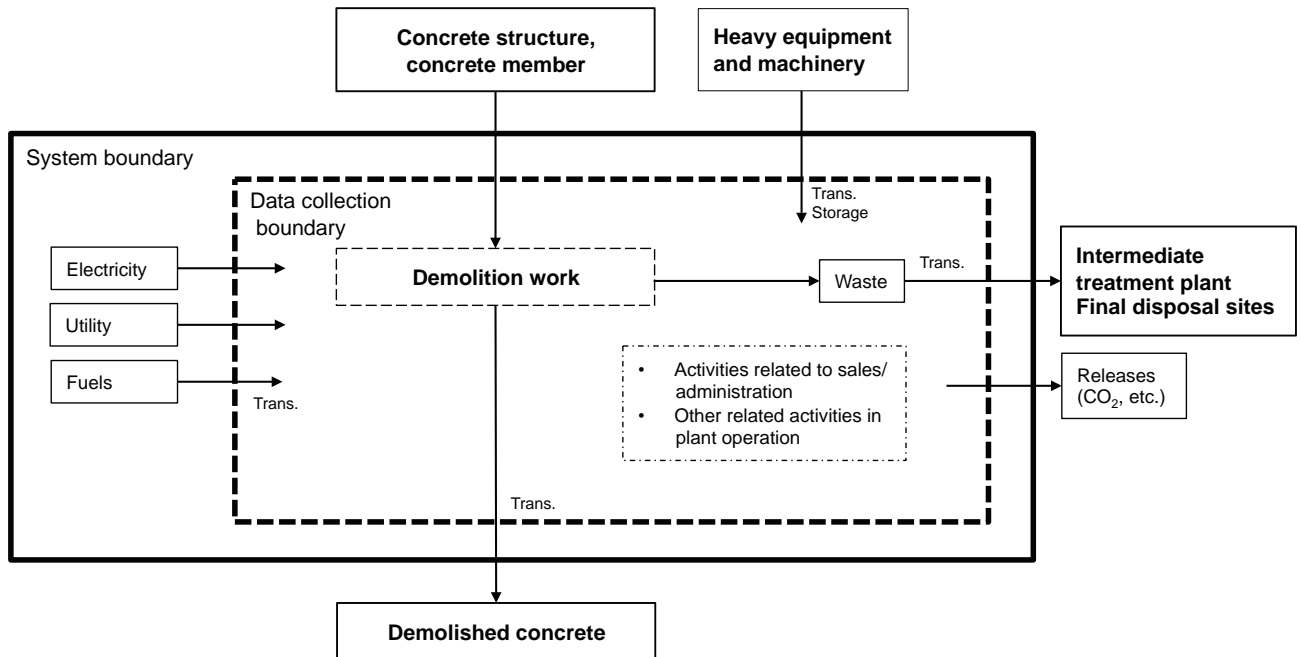 Concrete structure,
concrete member
Heavy equipment
and machinery
System boundary
Data collection
boundary
Trans.
Storage
Electricity
Utility
Fuels
Trans.
Demolition work
Waste
Trans.
Intermediate
treatment plant
Final disposal sites
• Activities related to sales/
administration
• Other related activities in
plant operation
Releases
(CO₂, etc.)
Trans.
Demolished concrete